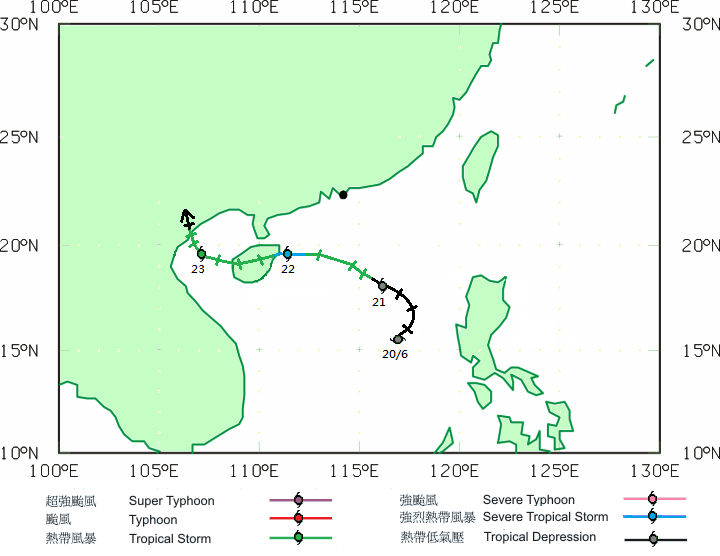 100°E 105°E 110°E 115°E 120°E 125°E 130°E
30°N 30°N
25°N 25°N
20°N 20°N
23 22
21
15°N 20/6 15°N
10°N 10°N
100°E 105°E 110°E 115°E 120°E 125°E 130°E
超強颱風 Super Typhoon 強颱風 Severe Typhoon
颱風 Typhoon 強烈熱帶風暴 Severe Tropical Storm
熱帶風暴 Tropical Storm 熱帶低氣壓 Tropical Depression